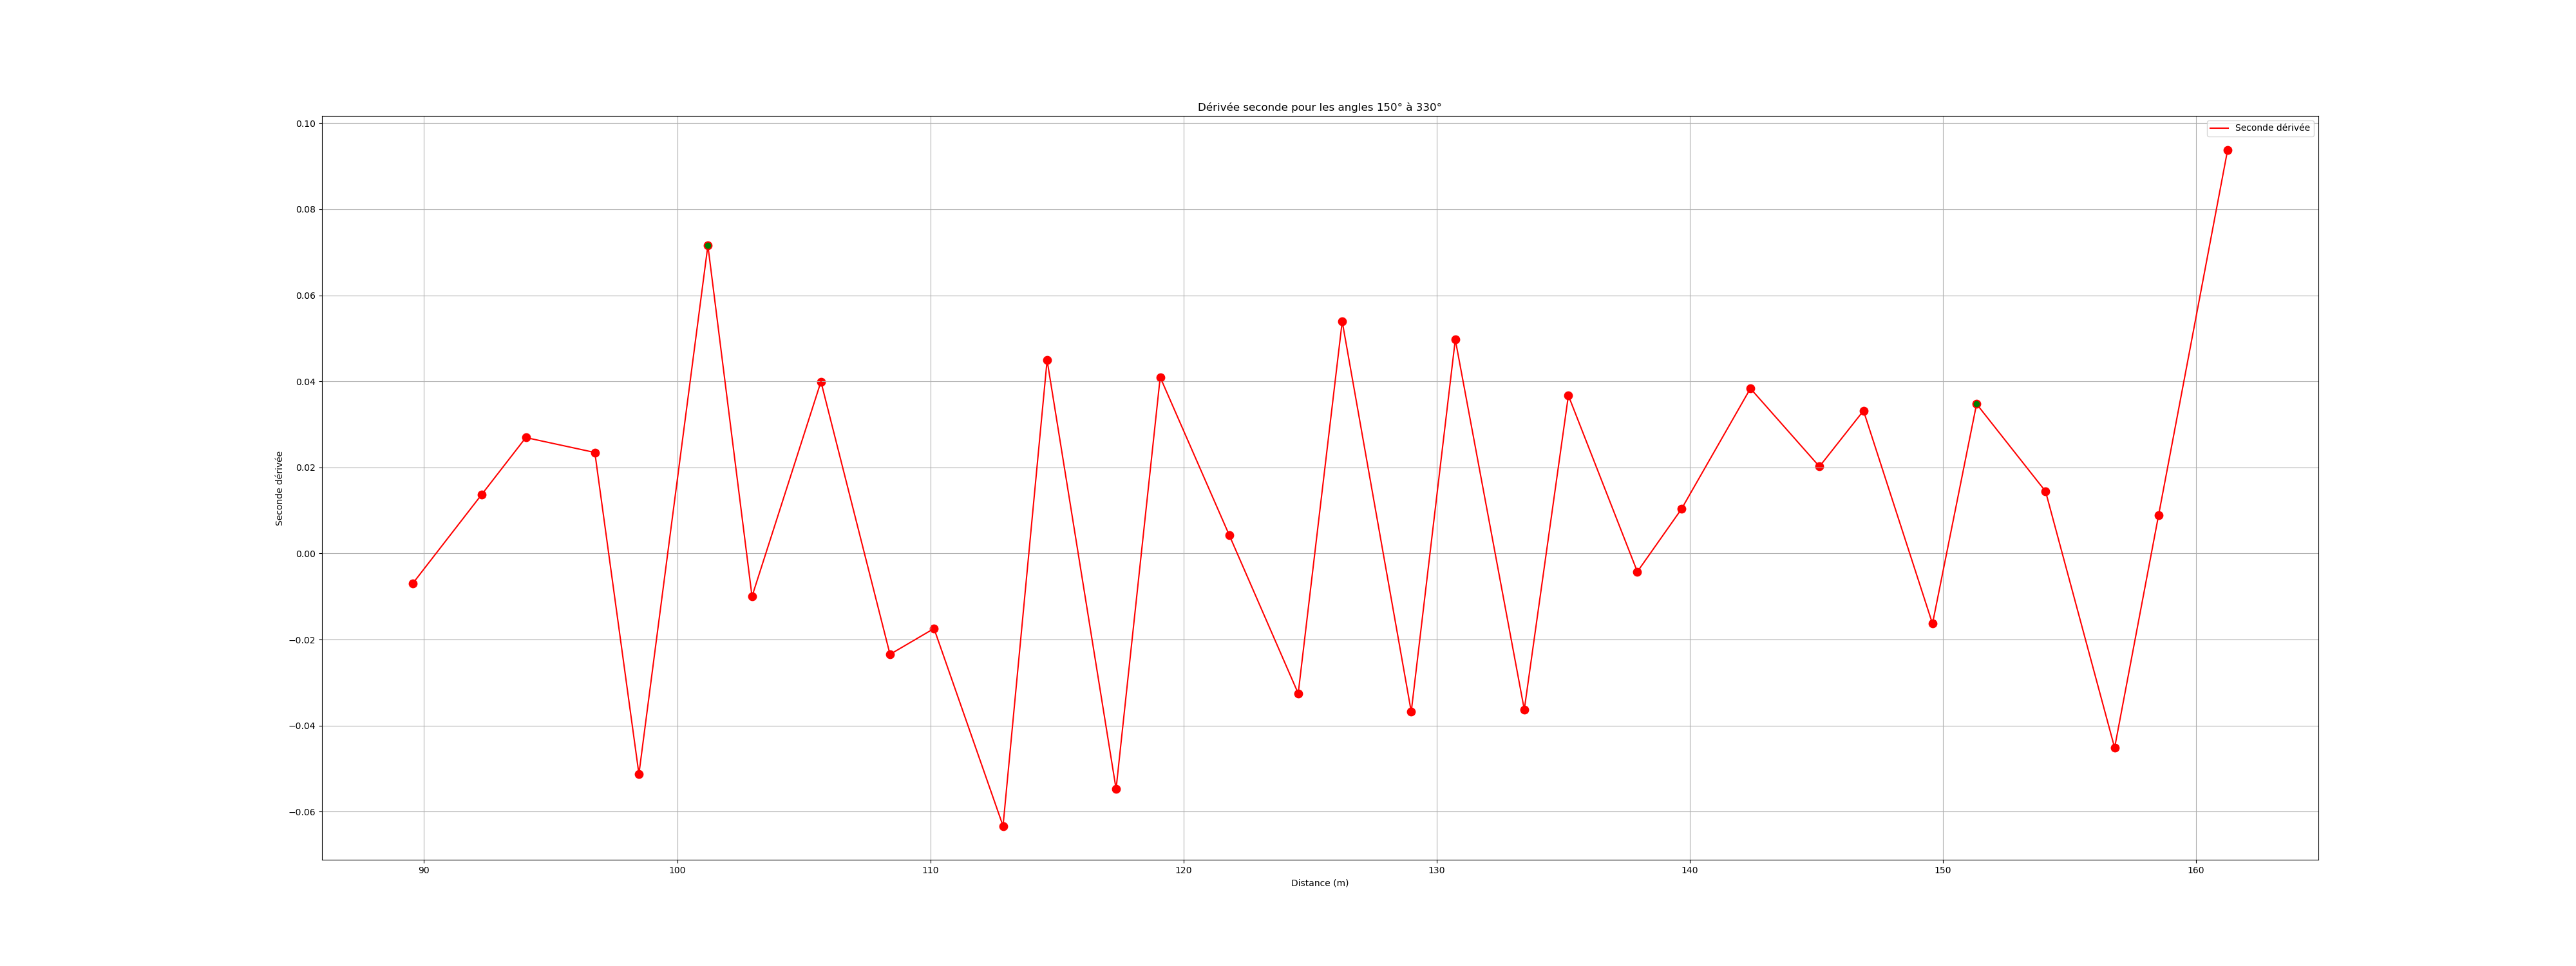 Dérivée seconde pour les angles 150° à 330°
Seconde dérivée
0.10
0.08
0.06
0.04
0.02
0.00
−0.02
−0.04
−0.06
Seconde dérivée
90 100 110 120 130 140 150 160
Distance (m)